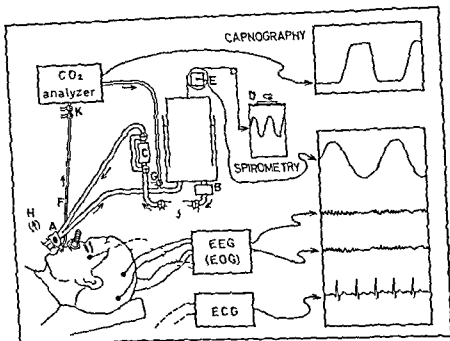 CAPNOGRAPHY
CO₂
analyzer
K
E
C
G
SPIROMETRY
B
F
H
A
EEG
(EOG)
ECG